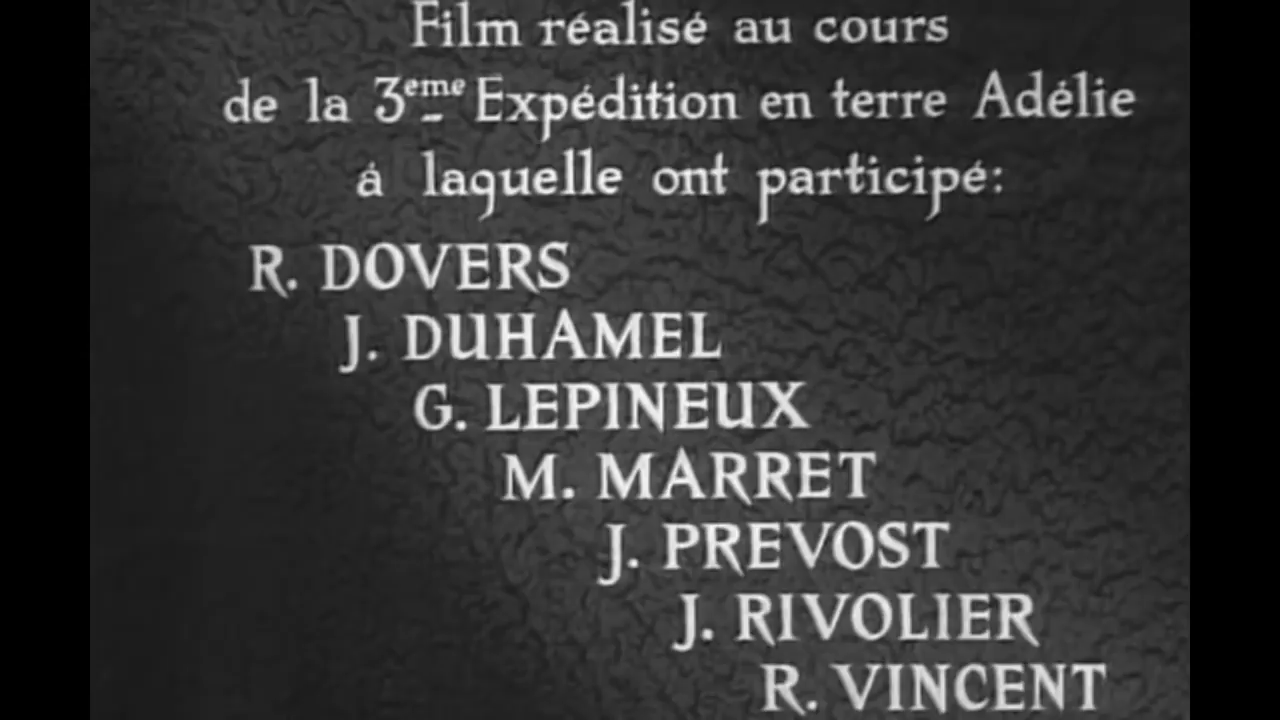 Film réalisé au cours
de la 3eme Expédition en terre Adélie
á laquelle ont participé:
R. DOVERS
J. DUHAMEL
G. LEPINEUX
M. MARRET
J. PREVOST
J. RIVOLIER
R. VINCENT